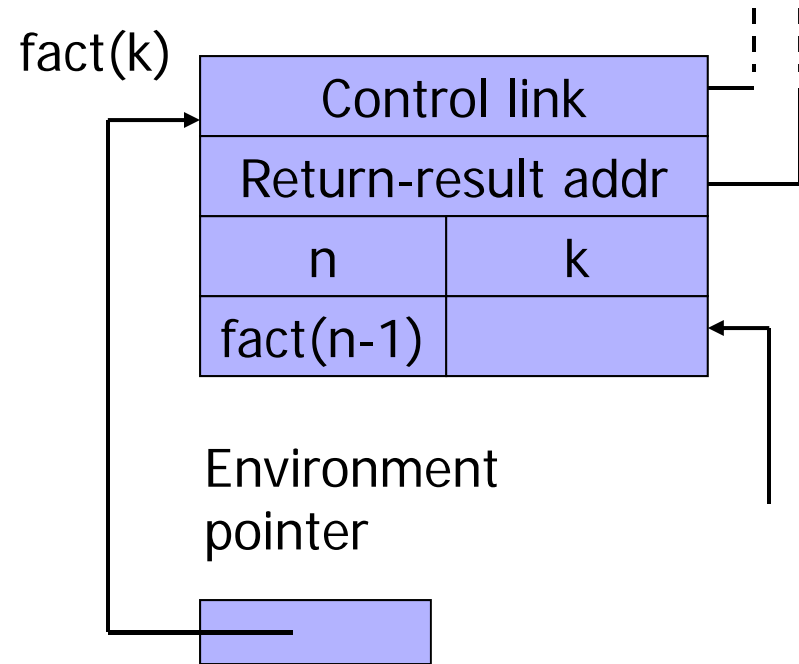 fact(k)
Control link
Return-result addr
n k
fact(n-1)
Environment
pointer